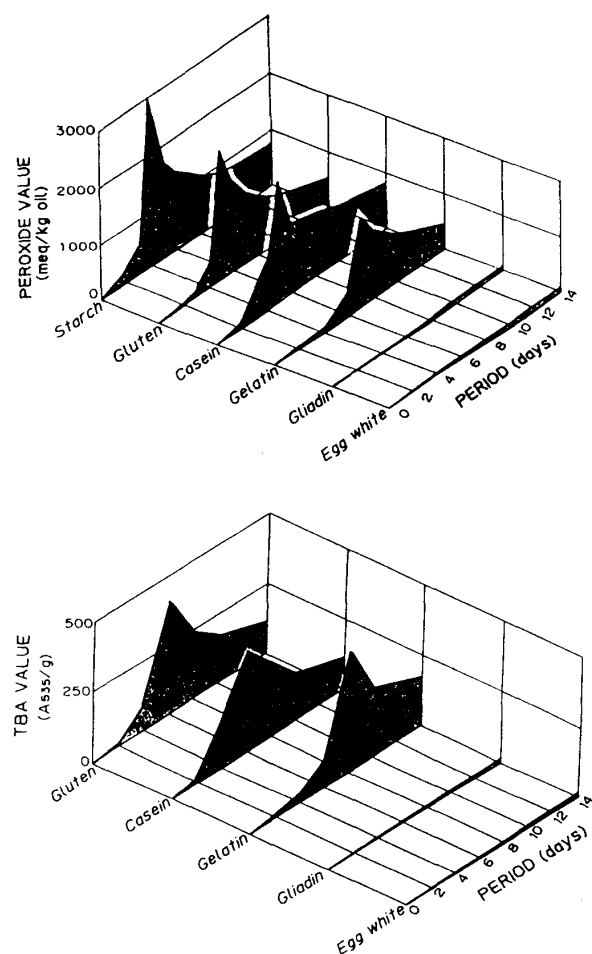 PEROXIDE VALUE
(meq/kg oil)
3000
2000
1000
0
Starch
Gluten
Casein
Gelatin
Gliadin
Egg white
0
2
4
6
8
10
12
14
PERIOD (days)
TBA VALUE
(A535/g)
500
250
0
Gluten
Casein
Gelatin
Gliadin
Egg white
0
2
4
6
8
10
12
14
PERIOD (days)